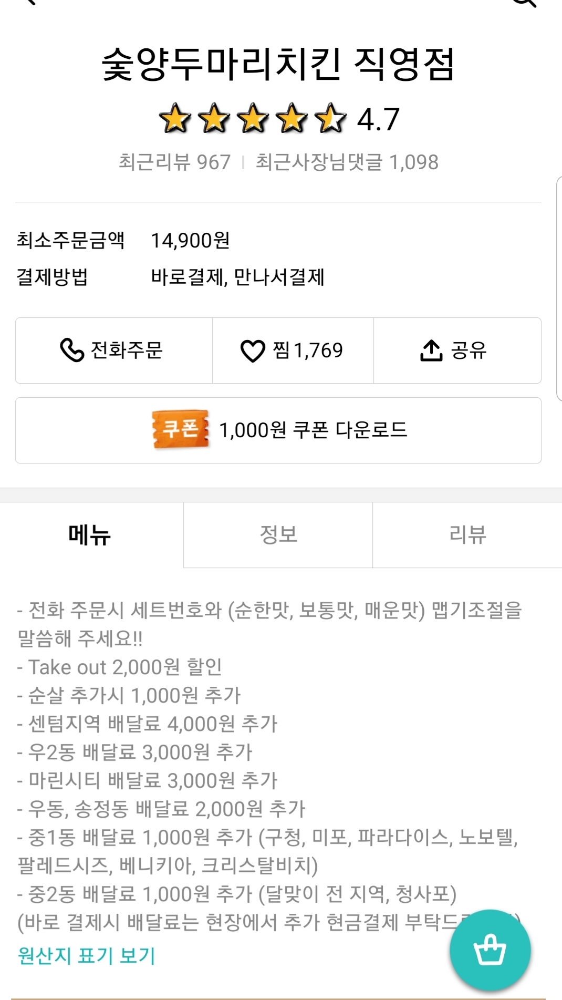 숯양두마리치킨 직영점
4.7
최근리뷰 967 | 최근사장님댓글 1,098
최소주문금액 14,900원
결제방법 바로결제, 만나서결제
전화주문 찜 1,769 공유
쿠폰 1,000원 쿠폰 다운로드
메뉴 정보 리뷰
- 전화 주문시 세트번호와 (순한맛, 보통맛, 매운맛) 맵기조절을
말씀해 주세요!!
- Take out 2,000원 할인
- 순살 추가시 1,000원 추가
- 센텀지역 배달료 4,000원 추가
- 우2동 배달료 3,000원 추가
- 마린시티 배달료 3,000원 추가
- 우동, 송정동 배달료 2,000원 추가
- 중1동 배달료 1,000원 추가 (구청, 미포, 파라다이스, 노보텔,
팔레드시즈, 베니키아, 크리스탈비치)
- 중2동 배달료 1,000원 추가 (달맞이 전 지역, 청사포)
(바로 결제시 배달료는 현장에서 추가 현금결제
원산지 표기 보기